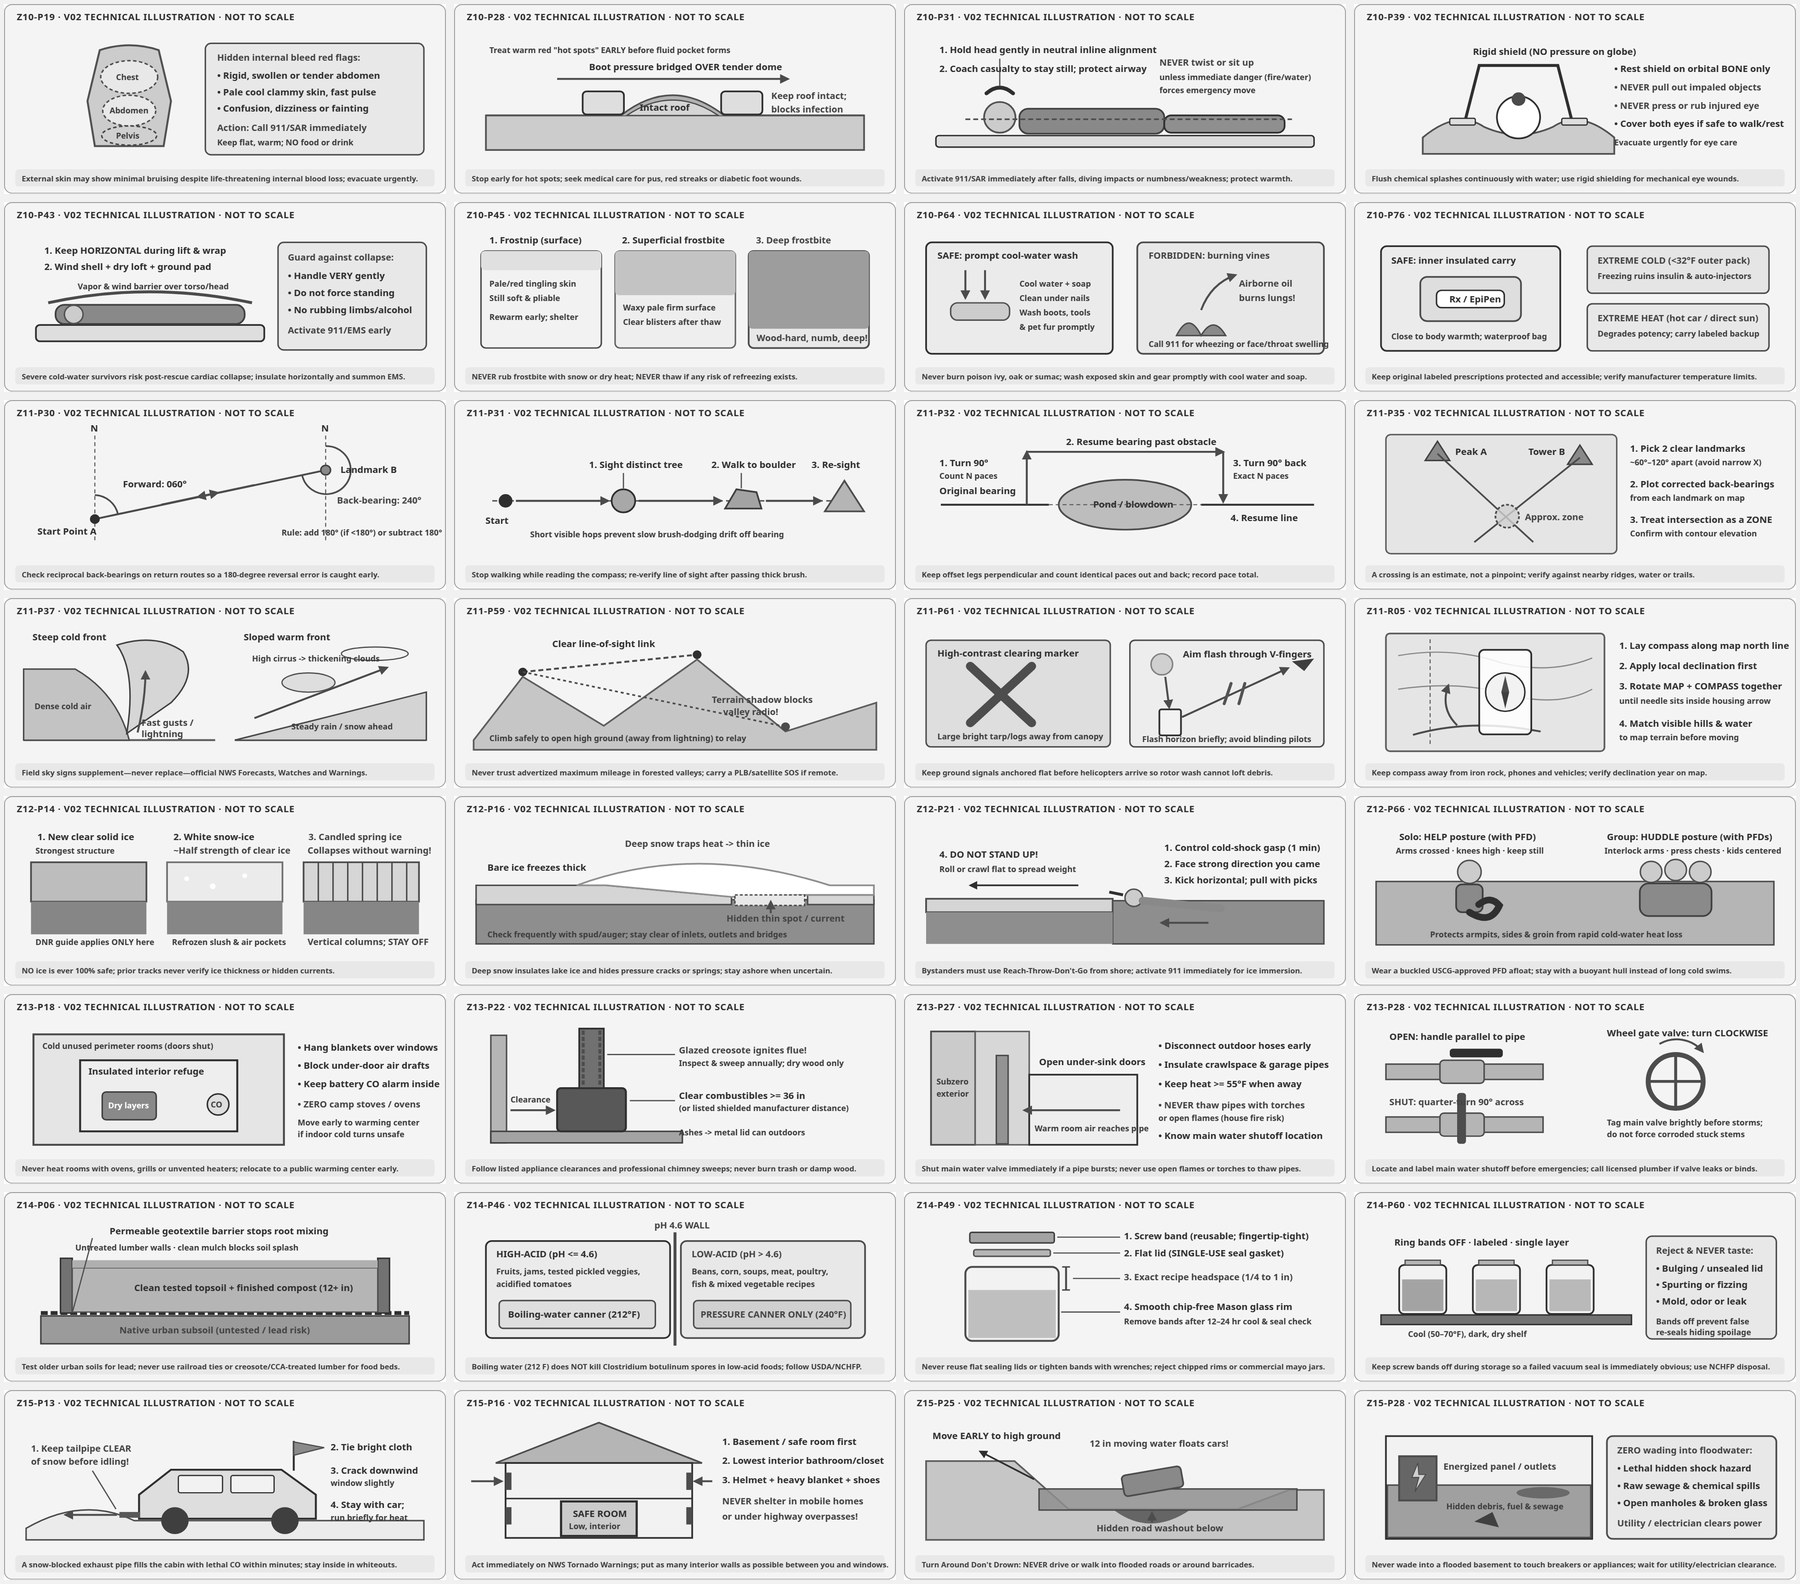 Z10-P19 · V02 TECHNICAL ILLUSTRATION · NOT TO SCALE
Chest
Abdomen
Pelvis
Hidden internal bleed red flags:
• Rigid, swollen or tender abdomen
• Pale cool clammy skin, fast pulse
• Confusion, dizziness or fainting
Action: Call 911/SAR immediately
Keep flat, warm; NO food or drink
External skin may show minimal bruising despite life-threatening internal blood loss; evacuate urgently.
Z10-P28 · V02 TECHNICAL ILLUSTRATION · NOT TO SCALE
Treat warm red "hot spots" EARLY before fluid pocket forms
Boot pressure bridged OVER tender dome
Intact roof
Keep roof intact;
blocks infection
Stop early for hot spots; seek medical care for pus, red streaks or diabetic foot wounds.
Z10-P31 · V02 TECHNICAL ILLUSTRATION · NOT TO SCALE
1. Hold head gently in neutral inline alignment
2. Coach casualty to stay still; protect airway
NEVER twist or sit up
unless immediate danger (fire/water)
forces emergency move
Activate 911/SAR immediately after falls, diving impacts or numbness/weakness; protect warmth.
Z10-P39 · V02 TECHNICAL ILLUSTRATION · NOT TO SCALE
Rigid shield (NO pressure on globe)
• Rest shield on orbital BONE only
• NEVER pull out impaled objects
• NEVER press or rub injured eye
• Cover both eyes if safe to walk/rest
Evacuate urgently for eye care
Flush chemical splashes continuously with water; use rigid shielding for mechanical eye wounds.
Z10-P43 · V02 TECHNICAL ILLUSTRATION · NOT TO SCALE
1. Keep HORIZONTAL during lift & wrap
2. Wind shell + dry loft + ground pad
Vapor & wind barrier over torso/head
Guard against collapse:
• Handle VERY gently
• Do not force standing
• No rubbing limbs/alcohol
Activate 911/EMS early
Severe cold-water survivors risk post-rescue cardiac collapse; insulate horizontally and summon EMS.
Z10-P45 · V02 TECHNICAL ILLUSTRATION · NOT TO SCALE
1. Frostnip (surface)
2. Superficial frostbite
3. Deep frostbite
Pale/red tingling skin
Still soft & pliable
Rewarm early; shelter
Waxy pale firm surface
Clear blisters after thaw
Wood-hard, numb, deep!
NEVER rub frostbite with snow or dry heat; NEVER thaw if any risk of refreezing exists.
Z10-P64 · V02 TECHNICAL ILLUSTRATION · NOT TO SCALE
SAFE: prompt cool-water wash
Cool water + soap
Clean under nails
Wash boots, tools
& pet fur promptly
FORBIDDEN: burning vines
Airborne oil
burns lungs!
Call 911 for wheezing or face/throat swelling
Never burn poison ivy, oak or sumac; wash exposed skin and gear promptly with cool water and soap.
Z10-P76 · V02 TECHNICAL ILLUSTRATION · NOT TO SCALE
SAFE: inner insulated carry
Rx / EpiPen
Close to body warmth; waterproof bag
EXTREME COLD (<32°F outer pack)
Freezing ruins insulin & auto-injectors
EXTREME HEAT (hot car / direct sun)
Degrades potency; carry labeled backup
Keep original labeled prescriptions protected and accessible; verify manufacturer temperature limits.
Z11-P30 · V02 TECHNICAL ILLUSTRATION · NOT TO SCALE
N
N
Landmark B
Forward: 060°
Back-bearing: 240°
Start Point A
Rule: add 180° (if <180°) or subtract 180°
Check reciprocal back-bearings on return routes so a 180-degree reversal error is caught early.
Z11-P31 · V02 TECHNICAL ILLUSTRATION · NOT TO SCALE
1. Sight distinct tree
2. Walk to boulder
3. Re-sight
Start
Short visible hops prevent slow brush-dodging drift off bearing
Stop walking while reading the compass; re-verify line of sight after passing thick brush.
Z11-P32 · V02 TECHNICAL ILLUSTRATION · NOT TO SCALE
2. Resume bearing past obstacle
1. Turn 90°
Count N paces
Original bearing
3. Turn 90° back
Exact N paces
Pond / blowdown
4. Resume line
Keep offset legs perpendicular and count identical paces out and back; record pace total.
Z11-P35 · V02 TECHNICAL ILLUSTRATION · NOT TO SCALE
Peak A
Tower B
Approx. zone
1. Pick 2 clear landmarks
~60°–120° apart (avoid narrow X)
2. Plot corrected back-bearings
from each landmark on map
3. Treat intersection as a ZONE
Confirm with contour elevation
A crossing is an estimate, not a pinpoint; verify against nearby ridges, water or trails.
Z11-P37 · V02 TECHNICAL ILLUSTRATION · NOT TO SCALE
Steep cold front
Dense cold air
Fast gusts /
lightning
Sloped warm front
High cirrus -> thickening clouds
Steady rain / snow ahead
Field sky signs supplement—never replace—official NWS Forecasts, Watches and Warnings.
Z11-P59 · V02 TECHNICAL ILLUSTRATION · NOT TO SCALE
Clear line-of-sight link
Terrain shadow blocks
valley radio!
Climb safely to open high ground (away from lightning) to relay
Never trust advertized maximum mileage in forested valleys; carry a PLB/satellite SOS if remote.
Z11-P61 · V02 TECHNICAL ILLUSTRATION · NOT TO SCALE
High-contrast clearing marker
Large bright tarp/logs away from canopy
Aim flash through V-fingers
Flash horizon briefly; avoid blinding pilots
Keep ground signals anchored flat before helicopters arrive so rotor wash cannot loft debris.
Z11-R05 · V02 TECHNICAL ILLUSTRATION · NOT TO SCALE
1. Lay compass along map north line
2. Apply local declination first
3. Rotate MAP + COMPASS together
until needle sits inside housing arrow
4. Match visible hills & water
to map terrain before moving
Keep compass away from iron rock, phones and vehicles; verify declination year on map.
Z12-P14 · V02 TECHNICAL ILLUSTRATION · NOT TO SCALE
1. New clear solid ice
Strongest structure
2. White snow-ice
~Half strength of clear ice
3. Candled spring ice
Collapses without warning!
DNR guide applies ONLY here
Refrozen slush & air pockets
Vertical columns; STAY OFF
NO ice is ever 100% safe; prior tracks never verify ice thickness or hidden currents.
Z12-P16 · V02 TECHNICAL ILLUSTRATION · NOT TO SCALE
Deep snow traps heat -> thin ice
Bare ice freezes thick
Hidden thin spot / current
Check frequently with spud/auger; stay clear of inlets, outlets and bridges
Deep snow insulates lake ice and hides pressure cracks or springs; stay ashore when uncertain.
Z12-P21 · V02 TECHNICAL ILLUSTRATION · NOT TO SCALE
4. DO NOT STAND UP!
Roll or crawl flat to spread weight
1. Control cold-shock gasp (1 min)
2. Face strong direction you came
3. Kick horizontal; pull with picks
Bystanders must use Reach-Throw-Don't-Go from shore; activate 911 immediately for ice immersion.
Z12-P66 · V02 TECHNICAL ILLUSTRATION · NOT TO SCALE
Solo: HELP posture (with PFD)
Arms crossed · knees high · keep still
Group: HUDDLE posture (with PFDs)
Interlock arms · press chests · kids centered
Protects armpits, sides & groin from rapid cold-water heat loss
Wear a buckled USCG-approved PFD afloat; stay with a buoyant hull instead of long cold swims.
Z13-P18 · V02 TECHNICAL ILLUSTRATION · NOT TO SCALE
Cold unused perimeter rooms (doors shut)
Insulated interior refuge
Dry layers
CO
• Hang blankets over windows
• Block under-door air drafts
• Keep battery CO alarm inside
• ZERO camp stoves / ovens
Move early to warming center
if indoor cold turns unsafe
Never heat rooms with ovens, grills or unvented heaters; relocate to a public warming center early.
Z13-P22 · V02 TECHNICAL ILLUSTRATION · NOT TO SCALE
Clearance
Glazed creosote ignites flue!
Inspect & sweep annually; dry wood only
Clear combustibles >= 36 in
(or listed shielded manufacturer distance)
Ashes -> metal lid can outdoors
Follow listed appliance clearances and professional chimney sweeps; never burn trash or damp wood.
Z13-P27 · V02 TECHNICAL ILLUSTRATION · NOT TO SCALE
Subzero
exterior
Open under-sink doors
Warm room air reaches pipe
• Disconnect outdoor hoses early
• Insulate crawlspace & garage pipes
• Keep heat >= 55°F when away
• NEVER thaw pipes with torches
or open flames (house fire risk)
• Know main water shutoff location
Shut main water valve immediately if a pipe bursts; never use open flames or torches to thaw pipes.
Z13-P28 · V02 TECHNICAL ILLUSTRATION · NOT TO SCALE
OPEN: handle parallel to pipe
SHUT: quarter-turn 90° across
Wheel gate valve: turn CLOCKWISE
Tag main valve brightly before storms;
do not force corroded stuck stems
Locate and label main water shutoff before emergencies; call licensed plumber if valve leaks or binds.
Z14-P06 · V02 TECHNICAL ILLUSTRATION · NOT TO SCALE
Permeable geotextile barrier stops root mixing
Untreated lumber walls · clean mulch blocks soil splash
Clean tested topsoil + finished compost (12+ in)
Native urban subsoil (untested / lead risk)
Test older urban soils for lead; never use railroad ties or creosote/CCA-treated lumber for food beds.
Z14-P46 · V02 TECHNICAL ILLUSTRATION · NOT TO SCALE
pH 4.6 WALL
HIGH-ACID (pH <= 4.6)
Fruits, jams, tested pickled veggies,
acidified tomatoes
Boiling-water canner (212°F)
LOW-ACID (pH > 4.6)
Beans, corn, soups, meat, poultry,
fish & mixed vegetable recipes
PRESSURE CANNER ONLY (240°F)
Boiling water (212 F) does NOT kill Clostridium botulinum spores in low-acid foods; follow USDA/NCHFP.
Z14-P49 · V02 TECHNICAL ILLUSTRATION · NOT TO SCALE
1. Screw band (reusable; fingertip-tight)
2. Flat lid (SINGLE-USE seal gasket)
3. Exact recipe headspace (1/4 to 1 in)
4. Smooth chip-free Mason glass rim
Remove bands after 12–24 hr cool & seal check
Never reuse flat sealing lids or tighten bands with wrenches; reject chipped rims or commercial mayo jars.
Z14-P60 · V02 TECHNICAL ILLUSTRATION · NOT TO SCALE
Ring bands OFF · labeled · single layer
Cool (50–70°F), dark, dry shelf
Reject & NEVER taste:
• Bulging / unsealed lid
• Spurting or fizzing
• Mold, odor or leak
Bands off prevent false
re-seals hiding spoilage
Keep screw bands off during storage so a failed vacuum seal is immediately obvious; use NCHFP disposal.
Z15-P13 · V02 TECHNICAL ILLUSTRATION · NOT TO SCALE
1. Keep tailpipe CLEAR
of snow before idling!
2. Tie bright cloth
3. Crack downwind
window slightly
4. Stay with car;
run briefly for heat
A snow-blocked exhaust pipe fills the cabin with lethal CO within minutes; stay inside in whiteouts.
Z15-P16 · V02 TECHNICAL ILLUSTRATION · NOT TO SCALE
SAFE ROOM
Low, interior
1. Basement / safe room first
2. Lowest interior bathroom/closet
3. Helmet + heavy blanket + shoes
NEVER shelter in mobile homes
or under highway overpasses!
Act immediately on NWS Tornado Warnings; put as many interior walls as possible between you and windows.
Z15-P25 · V02 TECHNICAL ILLUSTRATION · NOT TO SCALE
Move EARLY to high ground
12 in moving water floats cars!
Hidden road washout below
Turn Around Don't Drown: NEVER drive or walk into flooded roads or around barricades.
Z15-P28 · V02 TECHNICAL ILLUSTRATION · NOT TO SCALE
Energized panel / outlets
Hidden debris, fuel & sewage
ZERO wading into floodwater:
• Lethal hidden shock hazard
• Raw sewage & chemical spills
• Open manholes & broken glass
Utility / electrician clears power
Never wade into a flooded basement to touch breakers or appliances; wait for utility/electrician clearance.